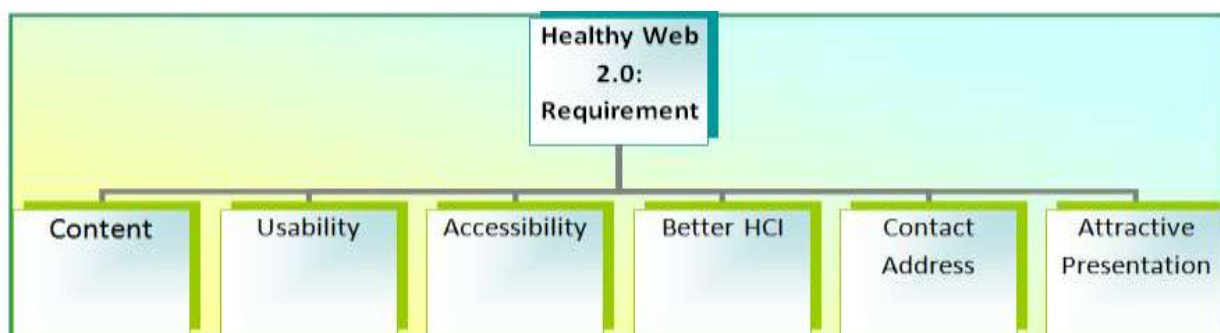 Healthy Web
2.0:
Requirement
Content
Usability
Accessibility
Better HCI
Contact
Address
Attractive
Presentation